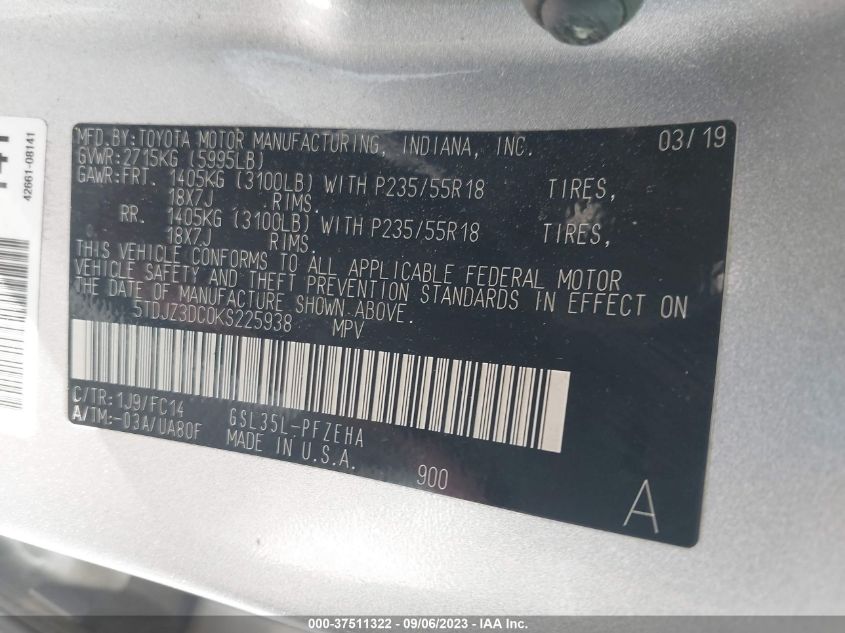 42661-08141
MFD.BY:TOYOTA MOTOR MANUFACTURING, INDIANA, INC. 03/19
GVWR:2715KG (5995LB)
GAWR:FRT. 1405KG (3100LB) WITH P235/55R18 TIRES,
18X7J RIMS.
RR. 1405KG (3100LB) WITH P235/55R18 TIRES,
18X7J RIMS.
THIS VEHICLE CONFORMS TO ALL APPLICABLE FEDERAL MOTOR
VEHICLE SAFETY AND THEFT PREVENTION STANDARDS IN EFFECT ON
THE DATE OF MANUFACTURE SHOWN ABOVE.
5TDJZ3DC0KS225938 MPV
C/TR:1J9/FC14 GSL35L-PFZEHA
A/TM:-03A/UA80F MADE IN U.S.A.
900
A
000-37511322 - 09/06/2023 - IAA Inc.